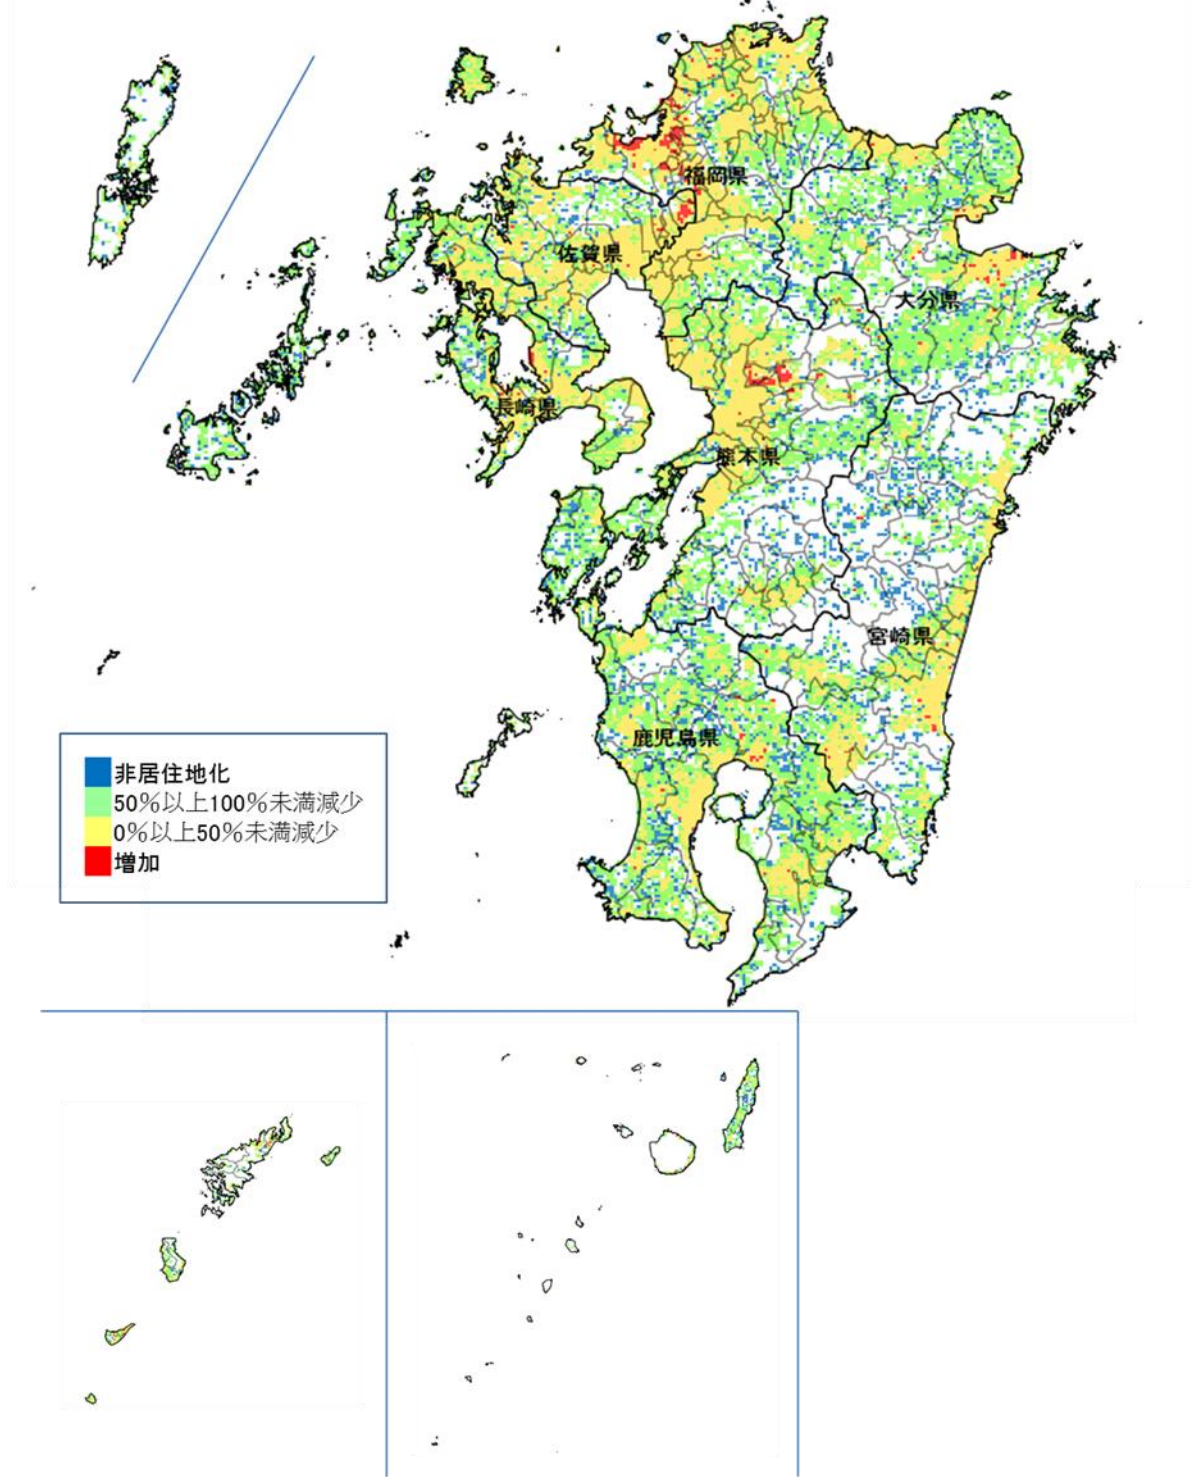 福岡県
佐賀県
大分県
長崎県
熊本県
宮崎県
鹿児島県
非居住地化
50%以上100%未満減少
0%以上50%未満減少
増加